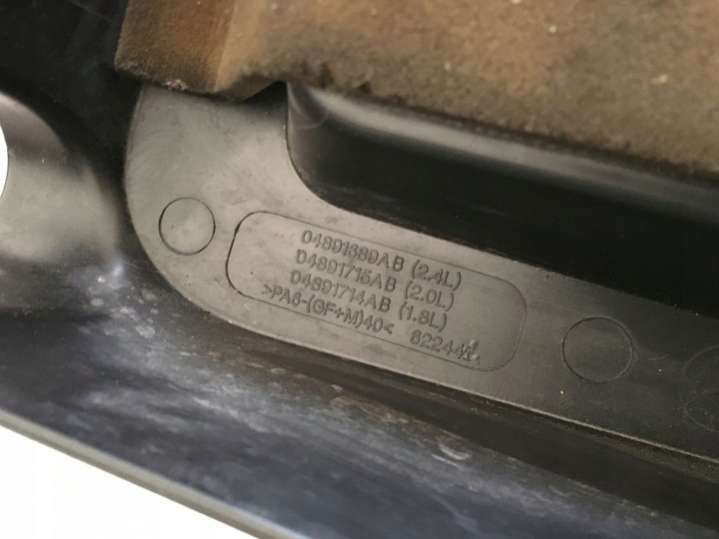 04891689AB (2.4L)
04891715AB (2.0L)
04891714AB (1.8L)
>PA6-(GF+M)40<